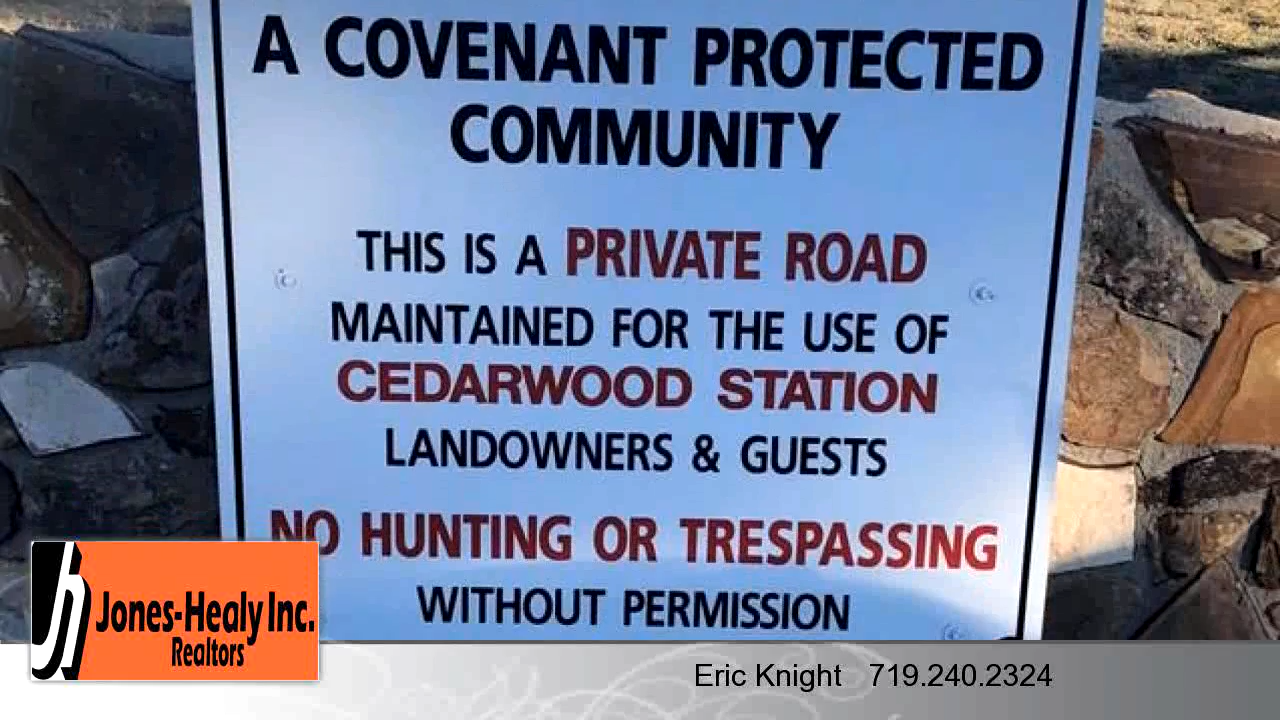 A COVENANT PROTECTED
COMMUNITY
THIS IS A PRIVATE ROAD
MAINTAINED FOR THE USE OF
CEDARWOOD STATION
LANDOWNERS & GUESTS
NO HUNTING OR TRESPASSING
WITHOUT PERMISSION
Jones-Healy Inc.
Realtors
Eric Knight 719.240.2324